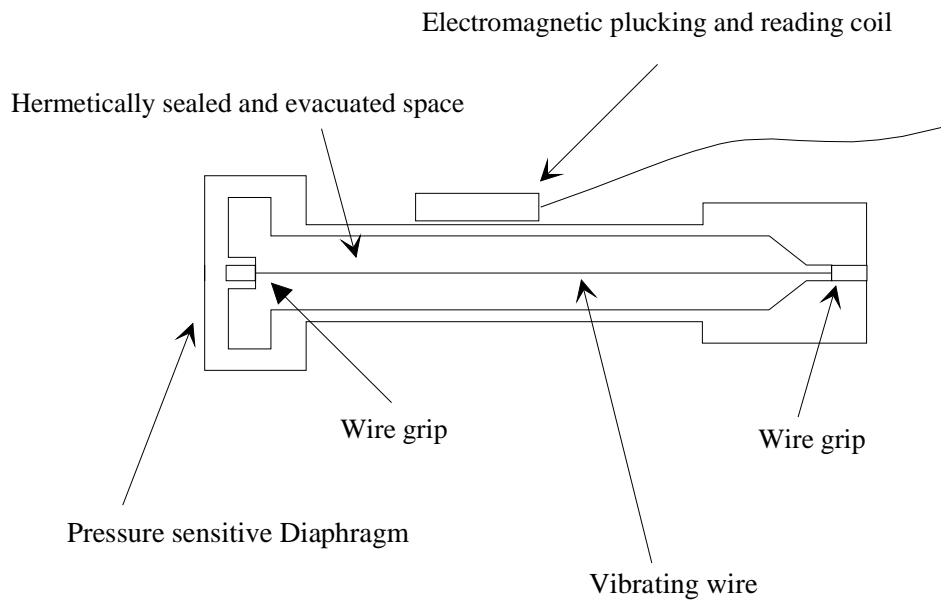 Electromagnetic plucking and reading coil
Hermetically sealed and evacuated space
Wire grip
Wire grip
Pressure sensitive Diaphragm
Vibrating wire